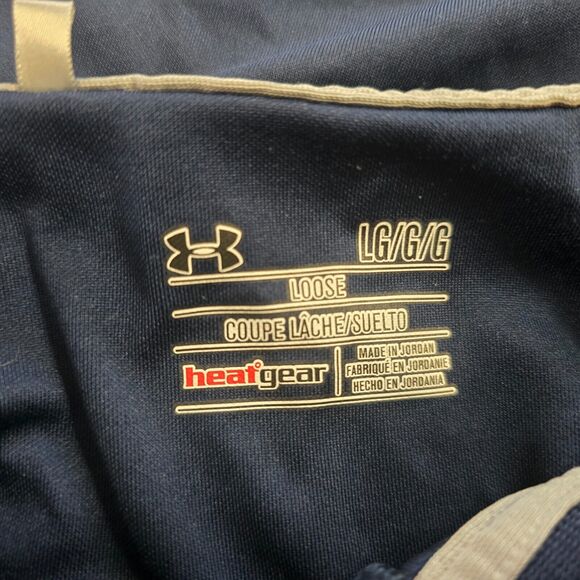 LG/G/G
LOOSE
COUPE LÂCHE/SUELTO
heatgear
MADE IN JORDAN
FABRIQUÉ EN JORDANIE
HECHO EN JORDANIA